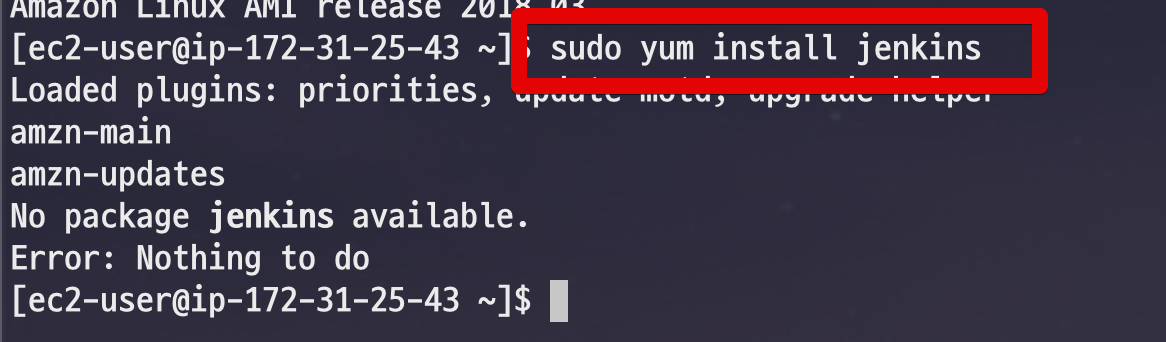 Amazon Linux AMI release 2018.03
[ec2-user@ip-172-31-25-43 ~]$ sudo yum install jenkins
Loaded plugins: priorities, update-motd, upgrade-helper
amzn-main
amzn-updates
No package jenkins available.
Error: Nothing to do
[ec2-user@ip-172-31-25-43 ~]$